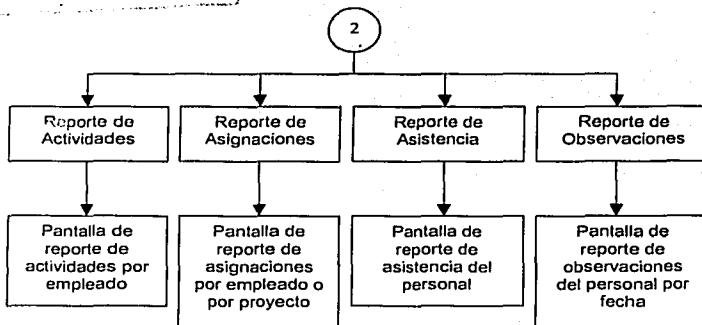 2
Reporte de
Actividades
Reporte de
Asignaciones
Reporte de
Asistencia
Reporte de
Observaciones
Pantalla de
reporte de
actividades por
empleado
Pantalla de
reporte de
asignaciones
por empleado o
por proyecto
Pantalla de
reporte de
asistencia del
personal
Pantalla de
reporte de
observaciones
del personal por
fecha